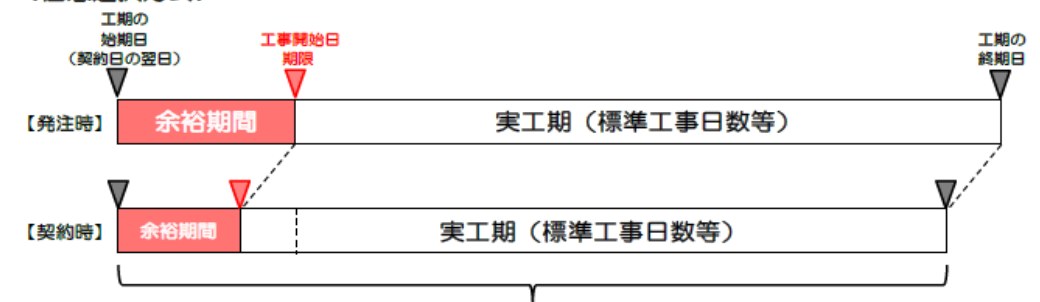 工期の
始期日
（契約日の翌日）
工事開始日
期限
工期の
終期日
【発注時】
余裕期間
実工期（標準工事日数等）
【契約時】
余裕期間
実工期（標準工事日数等）